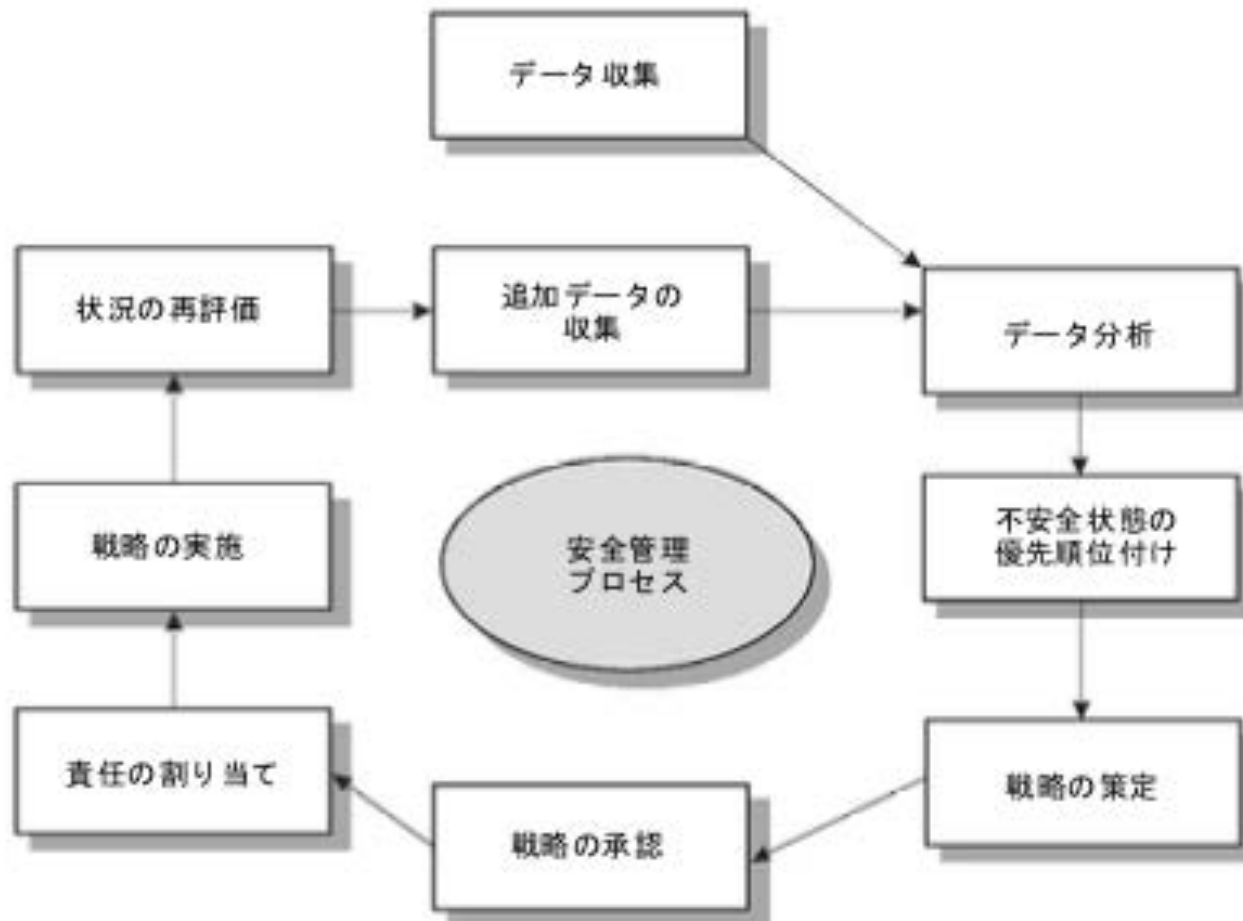 データ収集
状況の再評価
追加データの
収集
データ分析
戦略の実施
安全管理
プロセス
不安全状態の
優先順位付け
責任の割り当て
戦略の承認
戦略の策定